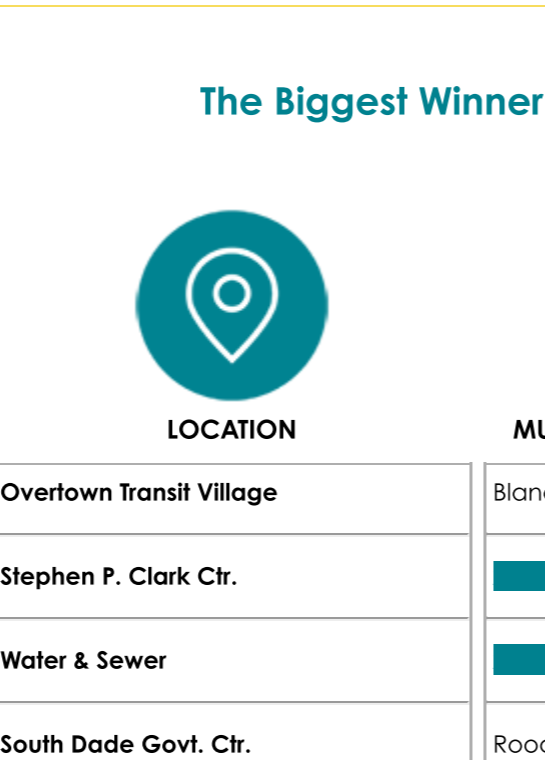 The Biggest Winner
LOCATION
Overtown Transit Village
Stephen P. Clark Ctr.
Water & Sewer
South Dade Govt. Ctr.